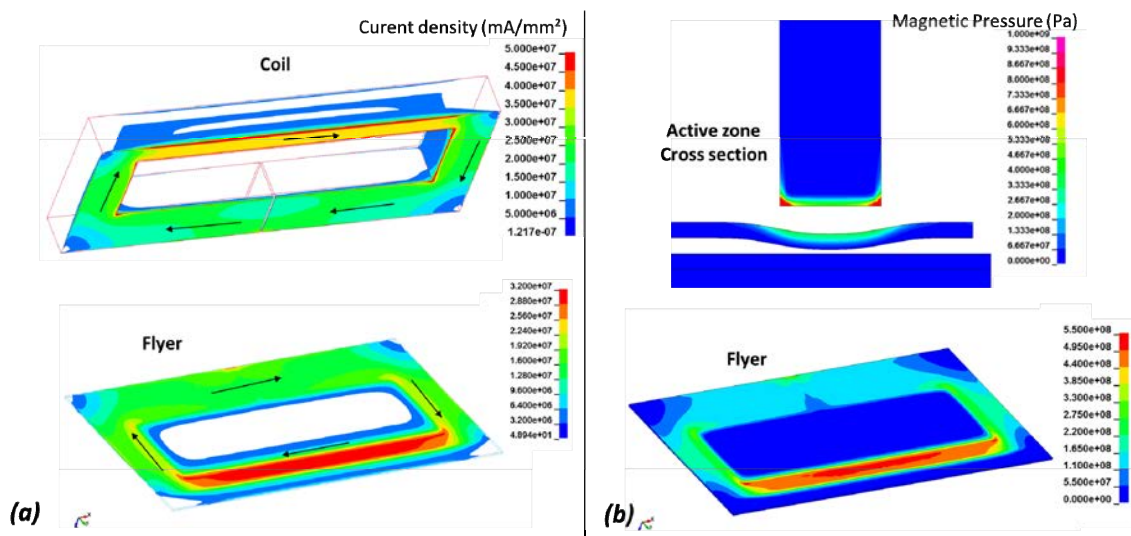 Curent density (mA/mm²)
Coil
5.000e+07
4.500e+07
4.000e+07
3.500e+07
3.000e+07
2.500e+07
2.000e+07
1.500e+07
1.000e+07
5.000e+06
1.217e-07
Flyer
3.200e+07
2.880e+07
2.560e+07
2.240e+07
1.920e+07
1.600e+07
1.280e+07
9.600e+06
6.400e+06
3.200e+06
4.894e+01
(a)
Magnetic Pressure (Pa)
Active zone
Cross section
1.000e+09
9.333e+08
8.667e+08
8.000e+08
7.333e+08
6.667e+08
6.000e+08
5.333e+08
4.667e+08
4.000e+08
3.333e+08
2.667e+08
2.000e+08
1.333e+08
6.667e+07
0.000e+00
Flyer
5.500e+08
4.950e+08
4.400e+08
3.850e+08
3.300e+08
2.750e+08
2.200e+08
1.650e+08
1.100e+08
5.500e+07
0.000e+00
(b)